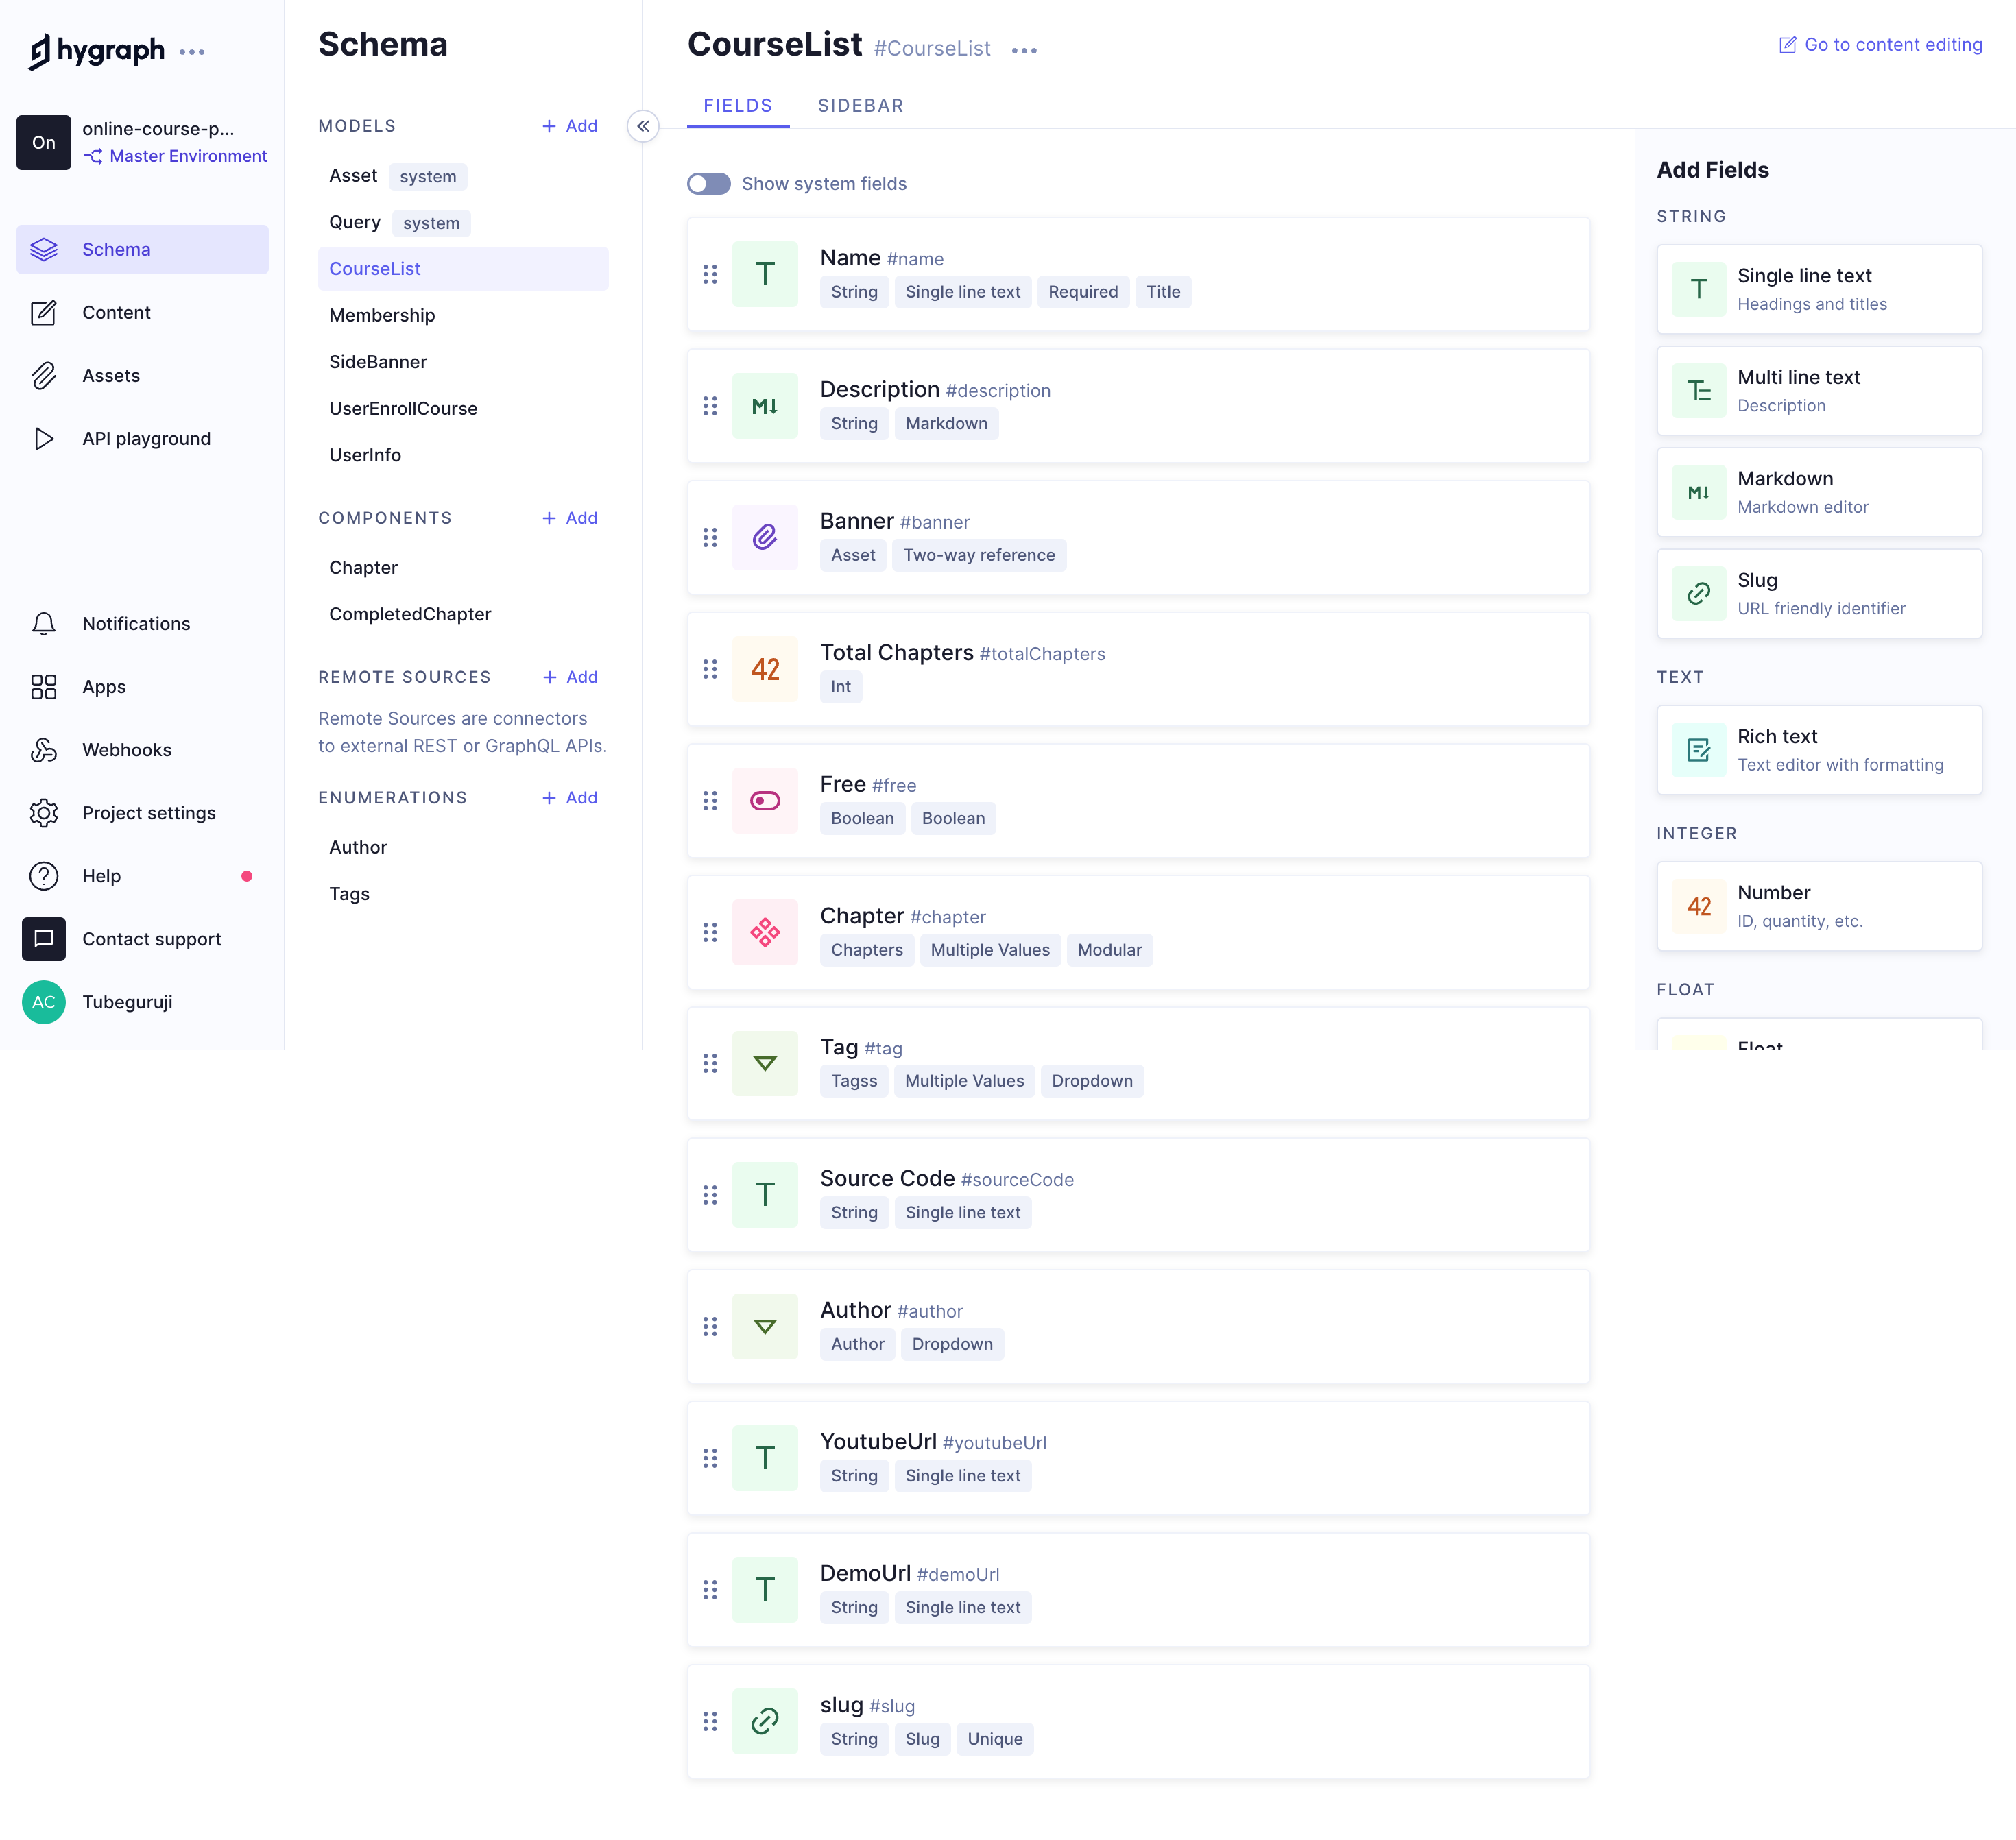 hygraph
On
online-course-p...
Master Environment
Schema
Content
Assets
API playground
Notifications
Apps
Webhooks
Project settings
Help
Contact support
AC
Tubeguruji
Schema
MODELS
+ Add
Asset system
Query system
CourseList
Membership
SideBanner
UserEnrollCourse
UserInfo
COMPONENTS
+ Add
Chapter
CompletedChapter
REMOTE SOURCES
+ Add
Remote Sources are connectors
to external REST or GraphQL APIs.
ENUMERATIONS
+ Add
Author
Tags
CourseList #CourseList
Go to content editing
FIELDS SIDEBAR
Show system fields
T
Name #name
String Single line text Required Title
M↓
Description #description
String Markdown
Banner #banner
Asset Two-way reference
42
Total Chapters #totalChapters
Int
Free #free
Boolean Boolean
Chapter #chapter
Chapters Multiple Values Modular
Tag #tag
Tagss Multiple Values Dropdown
T
Source Code #sourceCode
String Single line text
Author #author
Author Dropdown
T
YoutubeUrl #youtubeUrl
String Single line text
T
DemoUrl #demoUrl
String Single line text
slug #slug
String Slug Unique
Add Fields
STRING
T
Single line text
Headings and titles
T
Multi line text
Description
M↓
Markdown
Markdown editor
Slug
URL friendly identifier
TEXT
Rich text
Text editor with formatting
INTEGER
42
Number
ID, quantity, etc.
FLOAT
Float